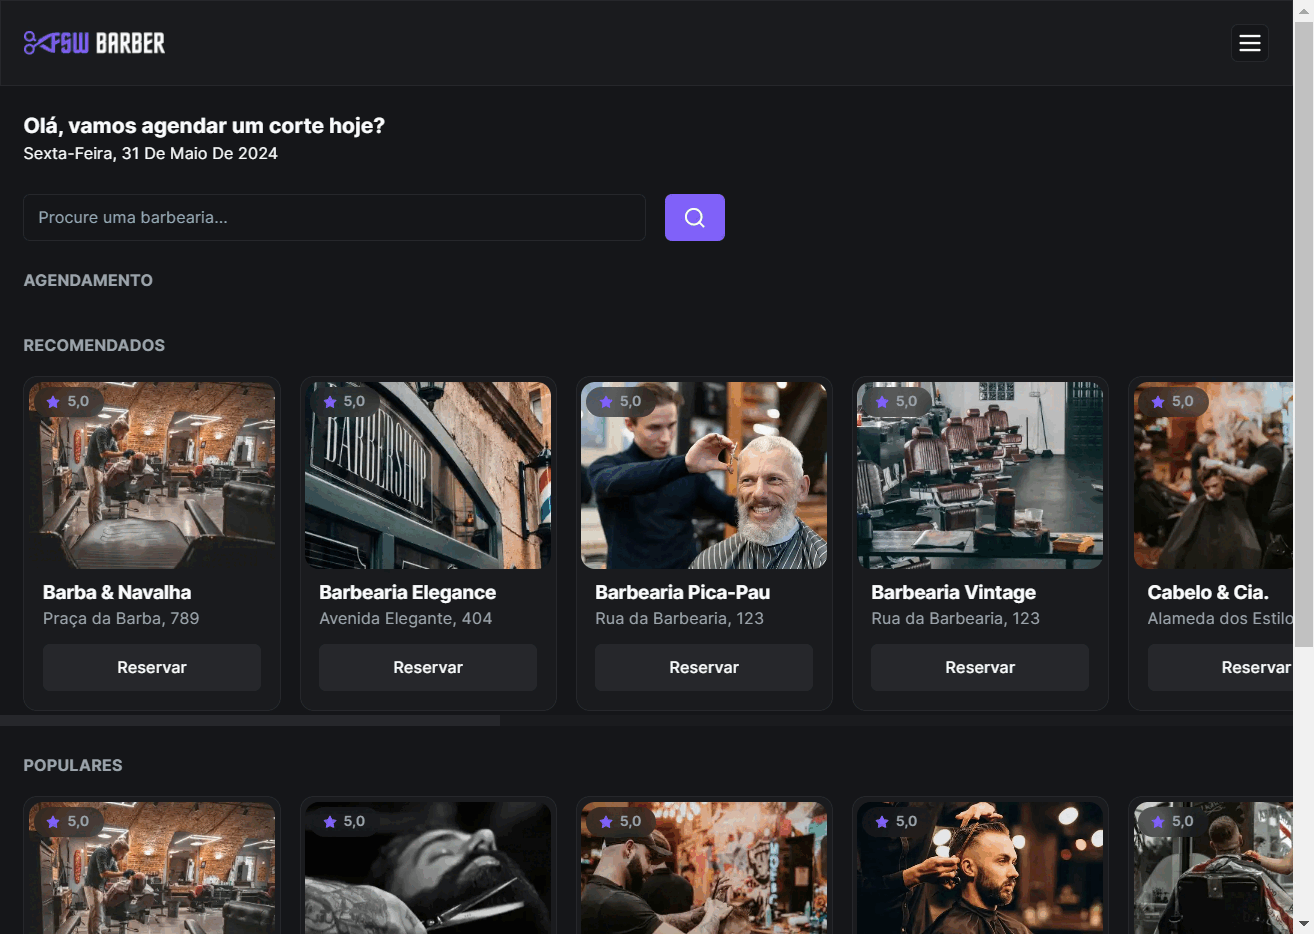 FSW BARBER
Olá, vamos agendar um corte hoje?
Sexta-Feira, 31 De Maio De 2024
Procure uma barbearia...
AGENDAMENTO
RECOMENDADOS
5,0
5,0
5,0
5,0
5,0
BARBERSHOP
Barba & Navalha
Barbearia Elegance
Barbearia Pica-Pau
Barbearia Vintage
Cabelo & Cia.
Praça da Barba, 789
Avenida Elegante, 404
Rua da Barbearia, 123
Rua da Barbearia, 123
Alameda dos Estilo
Reservar
Reservar
Reservar
Reservar
Reservar
POPULARES
5,0
5,0
5,0
5,0
5,0